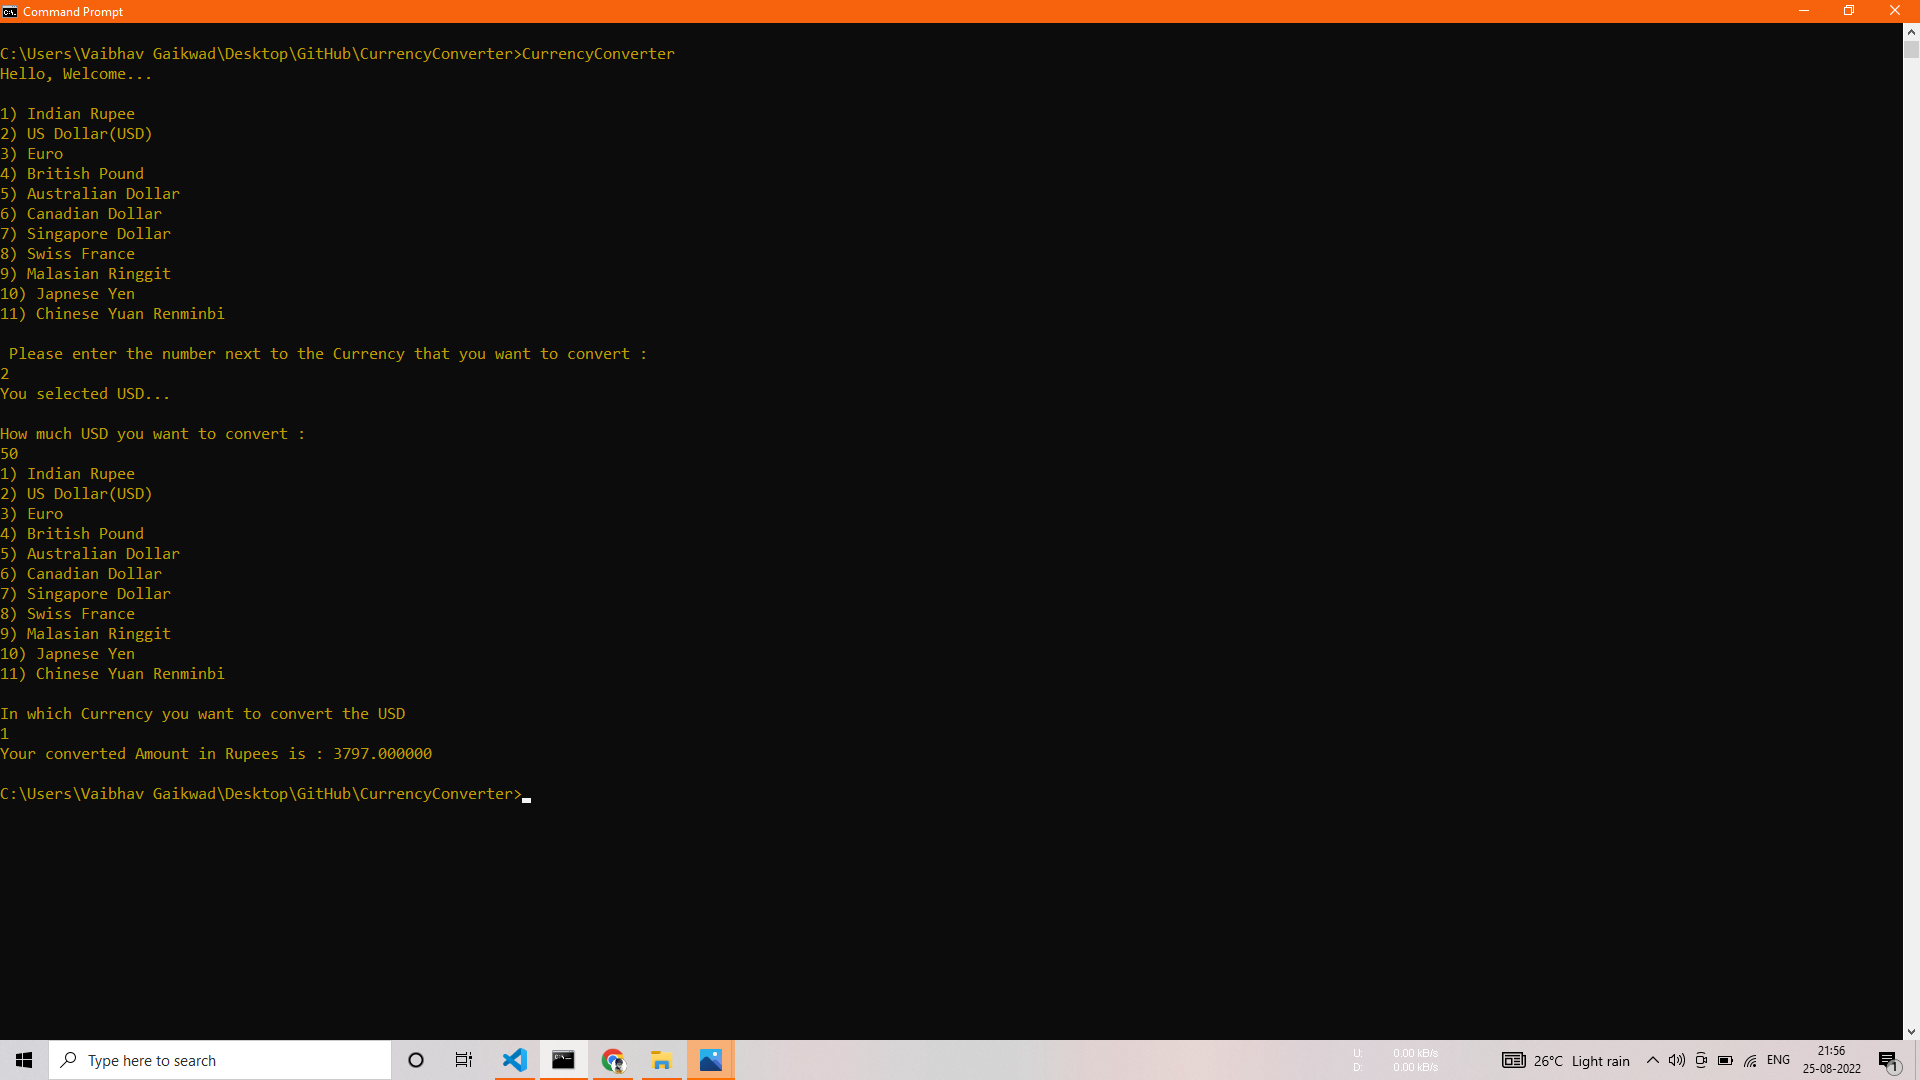 Command Prompt
C:\Users\Vaibhav Gaikwad\Desktop\GitHub\CurrencyConverter>CurrencyConverter
Hello, Welcome...
1) Indian Rupee
2) US Dollar(USD)
3) Euro
4) British Pound
5) Australian Dollar
6) Canadian Dollar
7) Singapore Dollar
8) Swiss France
9) Malasian Ringgit
10) Japnese Yen
11) Chinese Yuan Renminbi
Please enter the number next to the Currency that you want to convert :
2
You selected USD...
How much USD you want to convert :
50
1) Indian Rupee
2) US Dollar(USD)
3) Euro
4) British Pound
5) Australian Dollar
6) Canadian Dollar
7) Singapore Dollar
8) Swiss France
9) Malasian Ringgit
10) Japnese Yen
11) Chinese Yuan Renminbi
In which Currency you want to convert the USD
1
Your converted Amount in Rupees is : 3797.000000
C:\Users\Vaibhav Gaikwad\Desktop\GitHub\CurrencyConverter>
Type here to search
U: 0.00 kB/s
D: 0.00 kB/s
26°C Light rain
ENG
21:56
25-08-2022
1